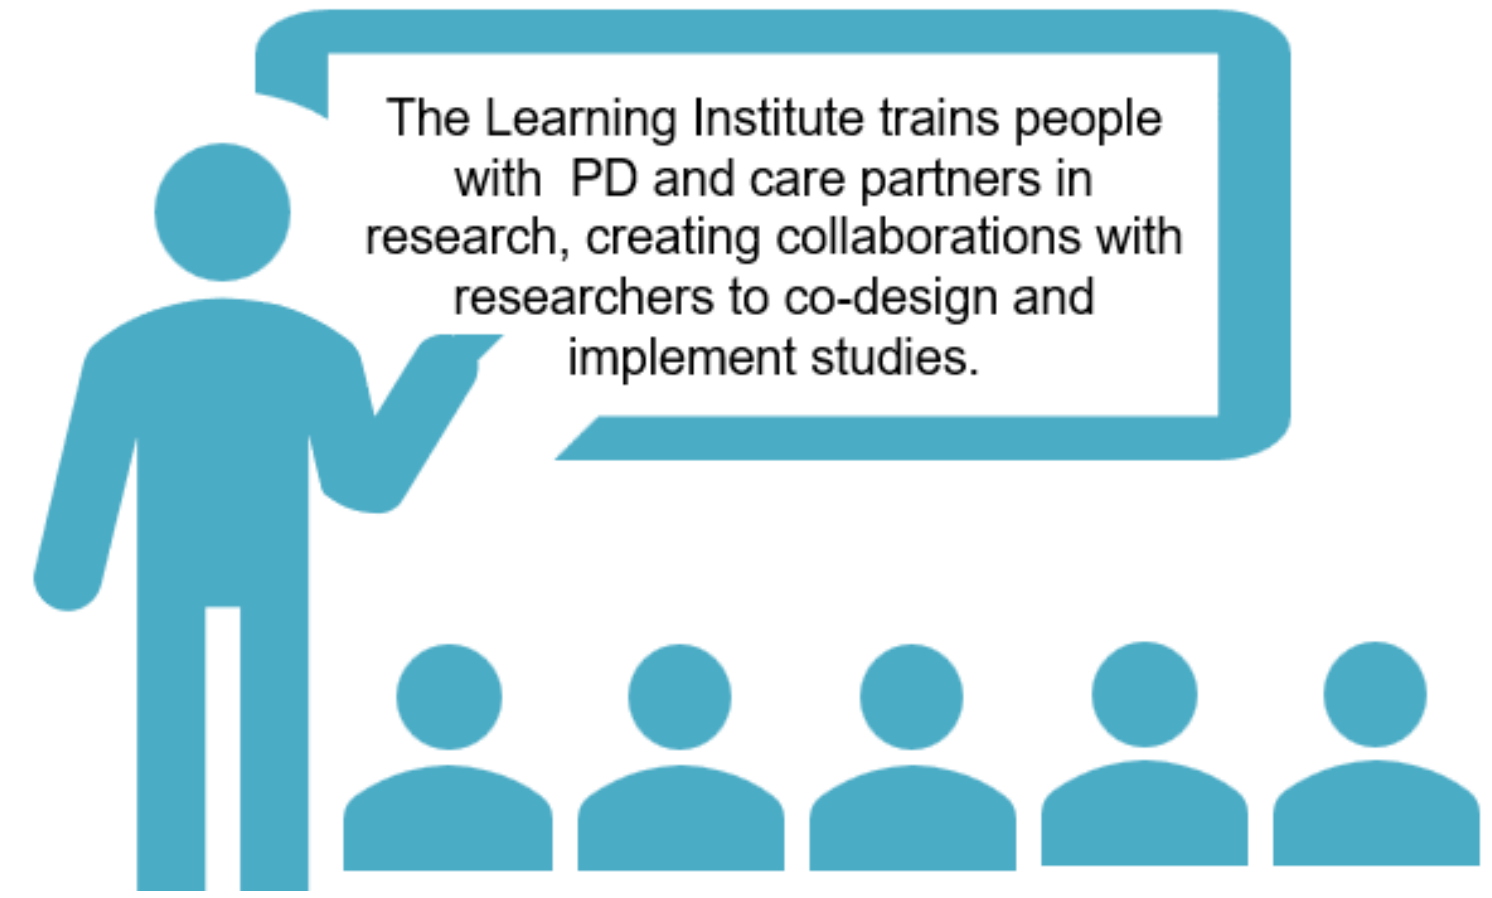 The Learning Institute trains people
with  PD and care partners in
research, creating collaborations with
researchers to co-design and
implement studies.